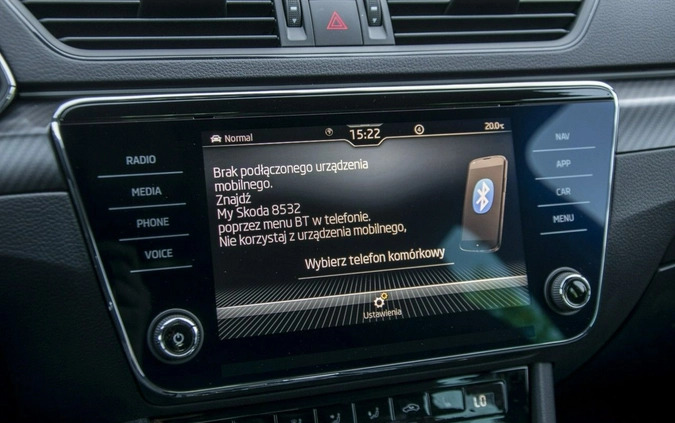 Normal
15:22
20.0°C
RADIO
MEDIA
PHONE
VOICE
Brak podłączonego urządzenia
mobilnego.
Znajdź
My Skoda 8532
poprzez menu BT w telefonie.
Nie korzystaj z urządzenia mobilnego,
Wybierz telefon komórkowy
Ustawienia
NAV
APP
CAR
MENU
LO